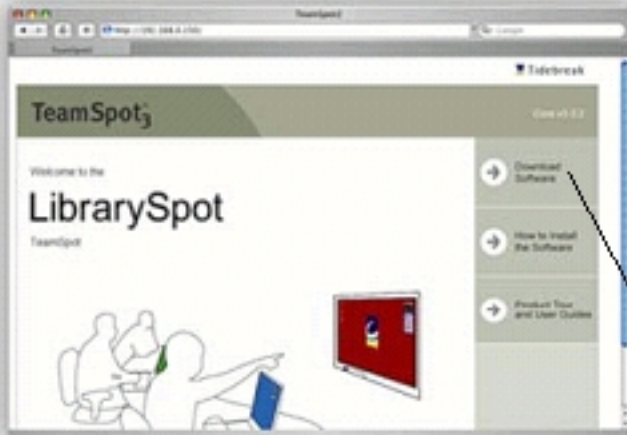 TeamSpot3
Tidebreak
TeamSpot3
Welcome to the
LibrarySpot
TeamSpot
Download
Software
How to Install
the Software
Product Tour
and User Guides